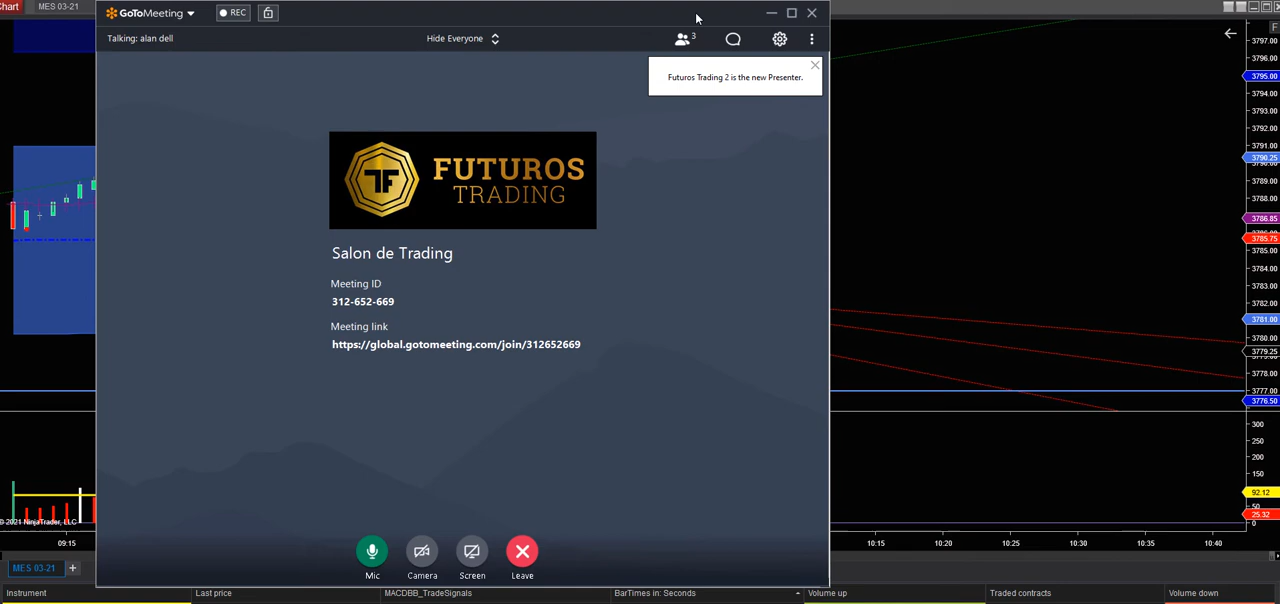 Chart
MES 03-21
GoToMeeting
REC
Talking: alan dell
Hide Everyone
3
Futuros Trading 2 is the new Presenter.
TF
FUTUROS
TRADING
Salon de Trading
Meeting ID
312-652-669
Meeting link
https://global.gotomeeting.com/join/312652669
Mic
Camera
Screen
Leave
F
3797.00
3796.00
3795.00
3794.00
3793.00
3792.00
3791.00
3790.25
3789.00
3788.00
3786.85
3785.75
3785.00
3784.00
3783.00
3782.00
3781.00
3780.00
3779.25
3778.00
3777.00
3776.50
300
250
200
150
92.12
50
25.32
0
© 2021 NinjaTrader, LLC
09:15
10:15
10:20
10:25
10:30
10:35
10:40
MES 03-21
+
Instrument
Last price
MACDBB_TradeSignals
BarTimes in: Seconds
Volume up
Traded contracts
Volume down